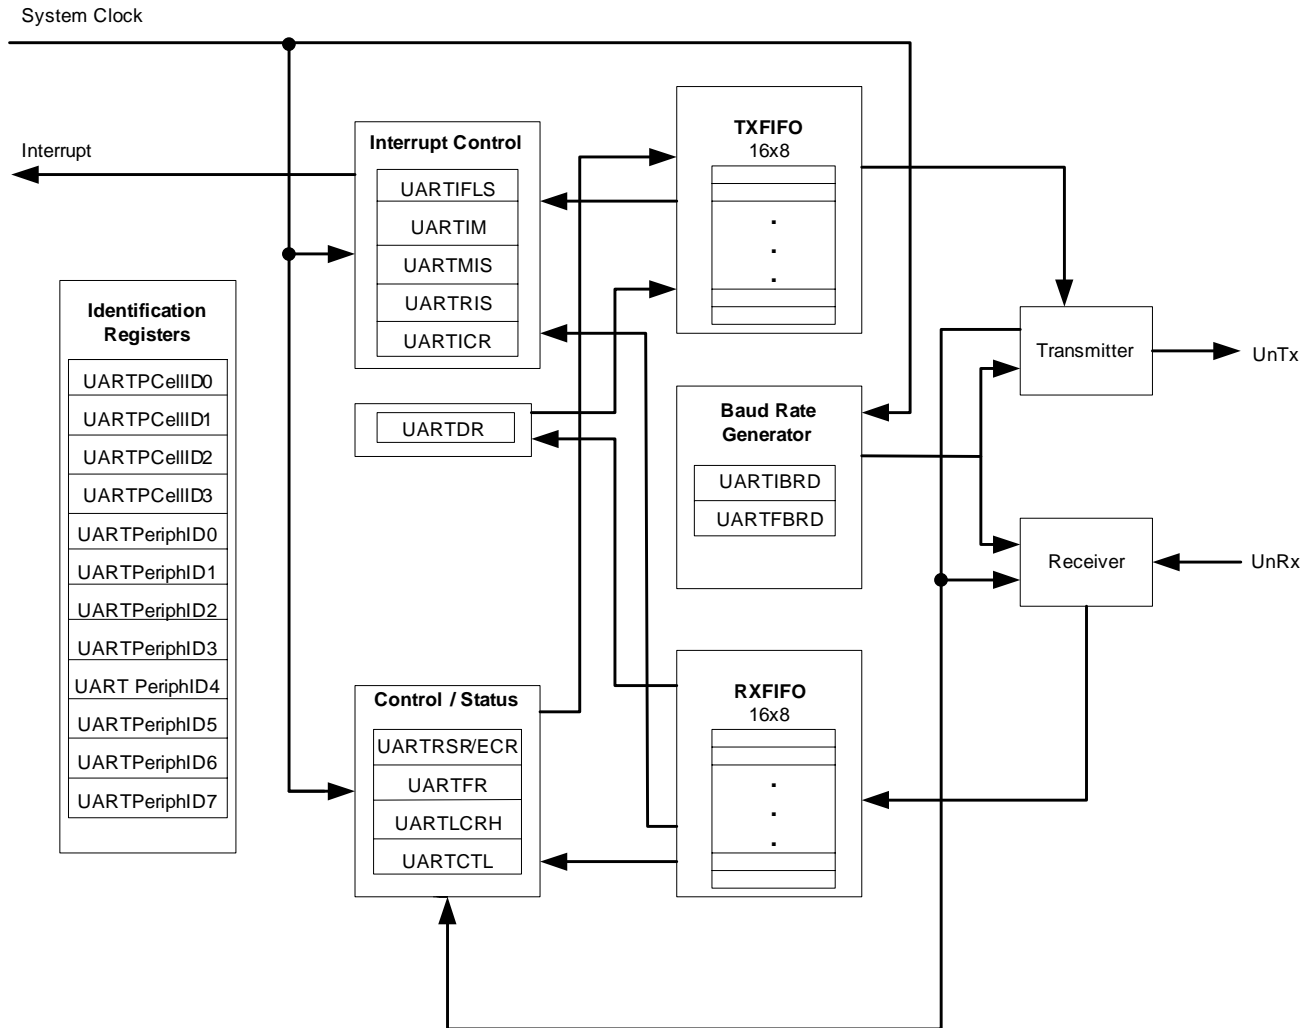 System Clock
Interrupt
Identification
Registers
UARTPCellID0
UARTPCellID1
UARTPCellID2
UARTPCellID3
UARTPeriphID0
UARTPeriphID1
UARTPeriphID2
UARTPeriphID3
UART PeriphID4
UARTPeriphID5
UARTPeriphID6
UARTPeriphID7
Interrupt Control
UARTIFLS
UARTIM
UARTMIS
UARTRIS
UARTICR
UARTDR
Control / Status
UARTRSR/ECR
UARTFR
UARTLCRH
UARTCTL
TXFIFO
16x8
.
.
.
Baud Rate
Generator
UARTIBRD
UARTFBRD
RXFIFO
16x8
.
.
.
Transmitter
UnTx
Receiver
UnRx